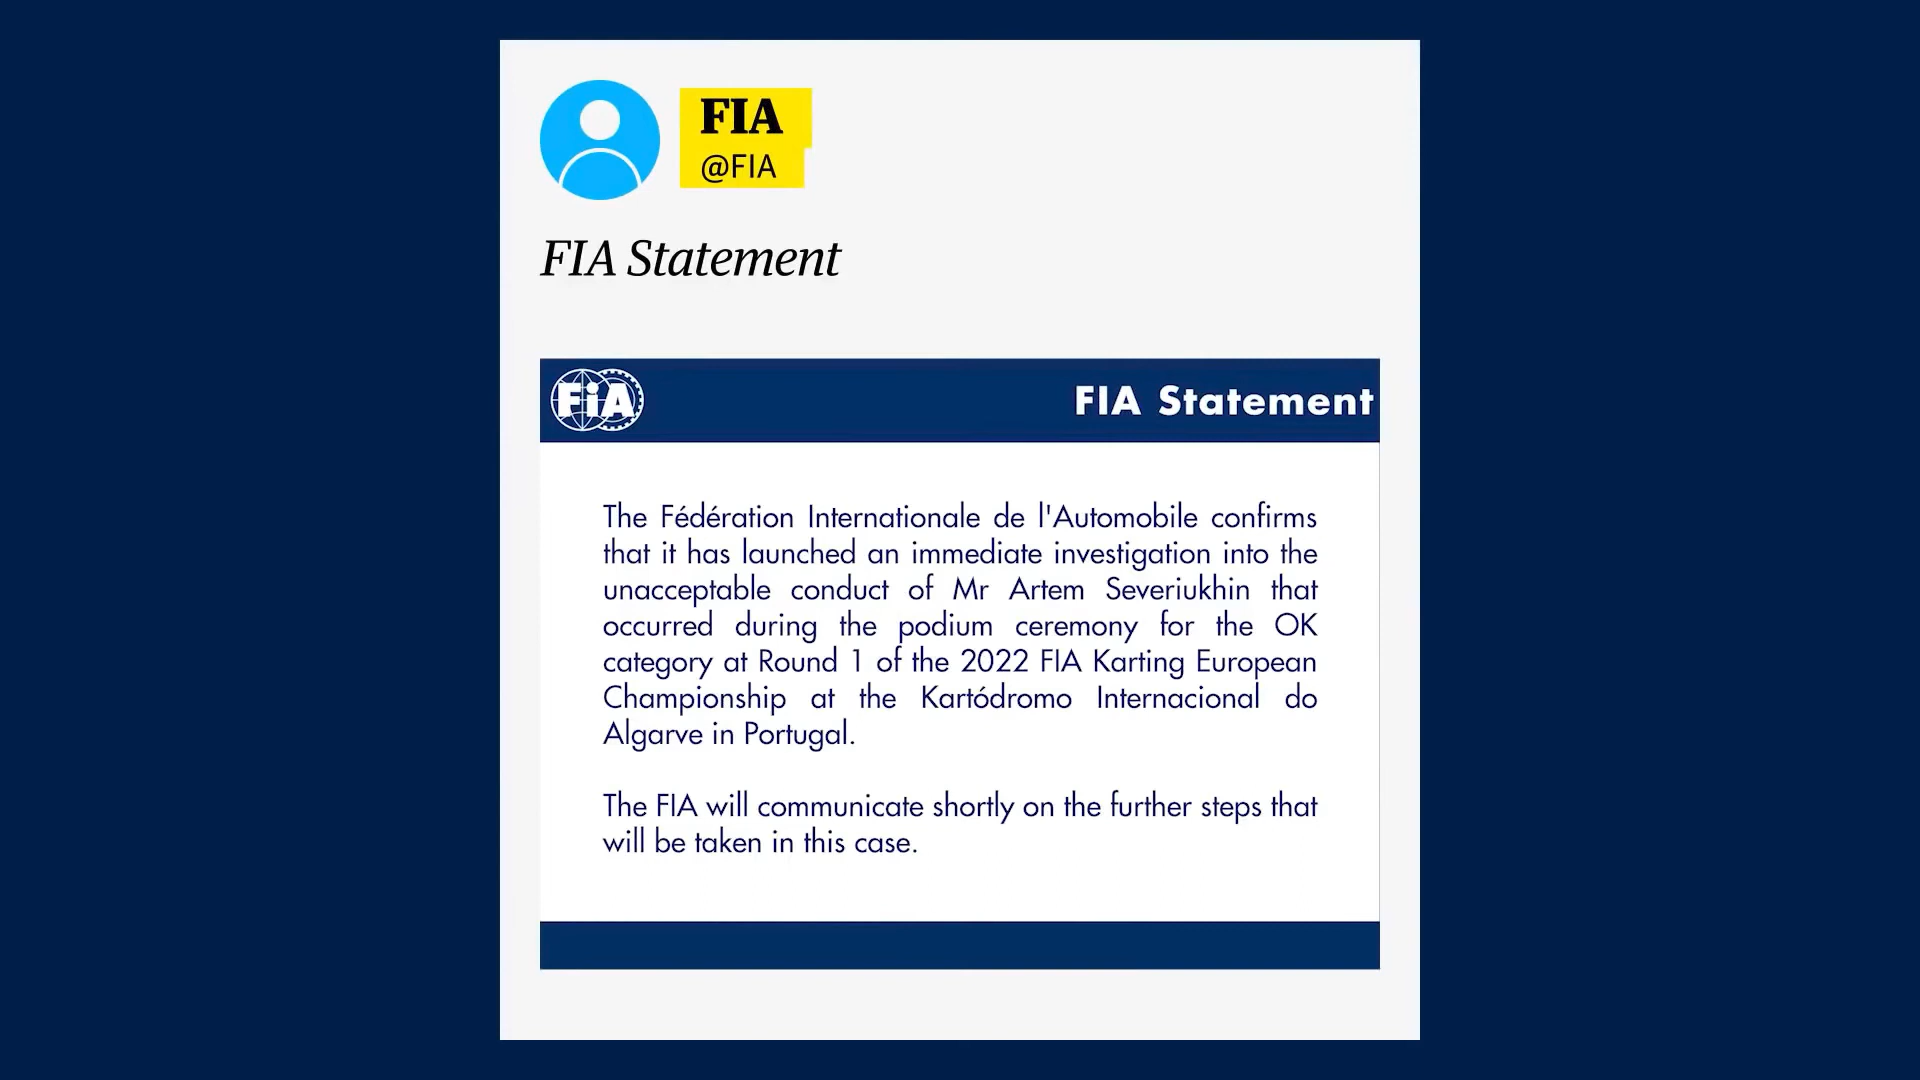 FIA
@FIA
FIA Statement
FiA
FIA Statement
The Fédération Internationale de l'Automobile confirms
that it has launched an immediate investigation into the
unacceptable conduct of Mr Artem Severiukhin that
occurred during the podium ceremony for the OK
category at Round 1 of the 2022 FIA Karting European
Championship at the Kartódromo Internacional do
Algarve in Portugal.
The FIA will communicate shortly on the further steps that
will be taken in this case.